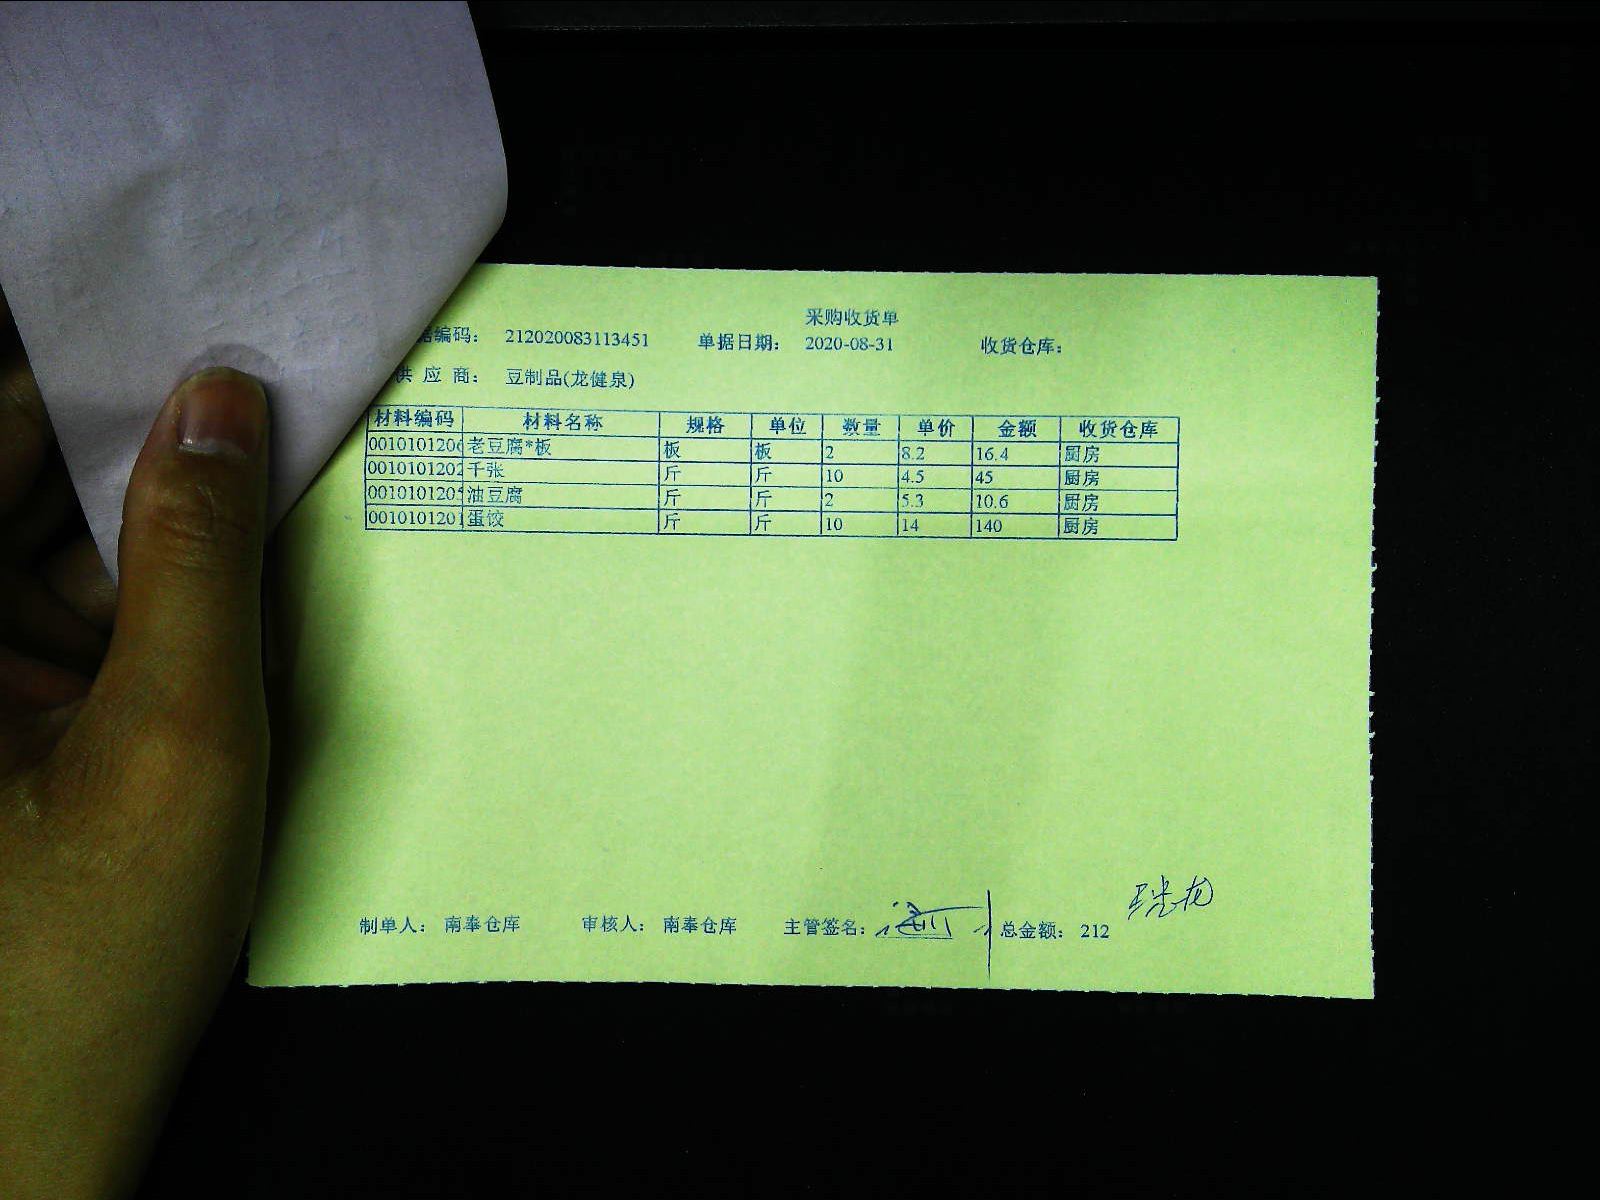 采购收货单
编码： 212020083113451 单据日期： 2020-08-31 收货仓库：
供 应 商： 豆制品(龙健泉)
材料编码 材料名称 规格 单位 数量 单价 金额 收货仓库
0010101206 老豆腐*板 板 板 2 8.2 16.4 厨房
0010101202 千张 斤 斤 10 4.5 45 厨房
0010101205 油豆腐 斤 斤 2 5.3 10.6 厨房
0010101201 蛋饺 斤 斤 10 14 140 厨房
制单人： 南奉仓库 审核人： 南奉仓库 主管签名： 总金额： 212